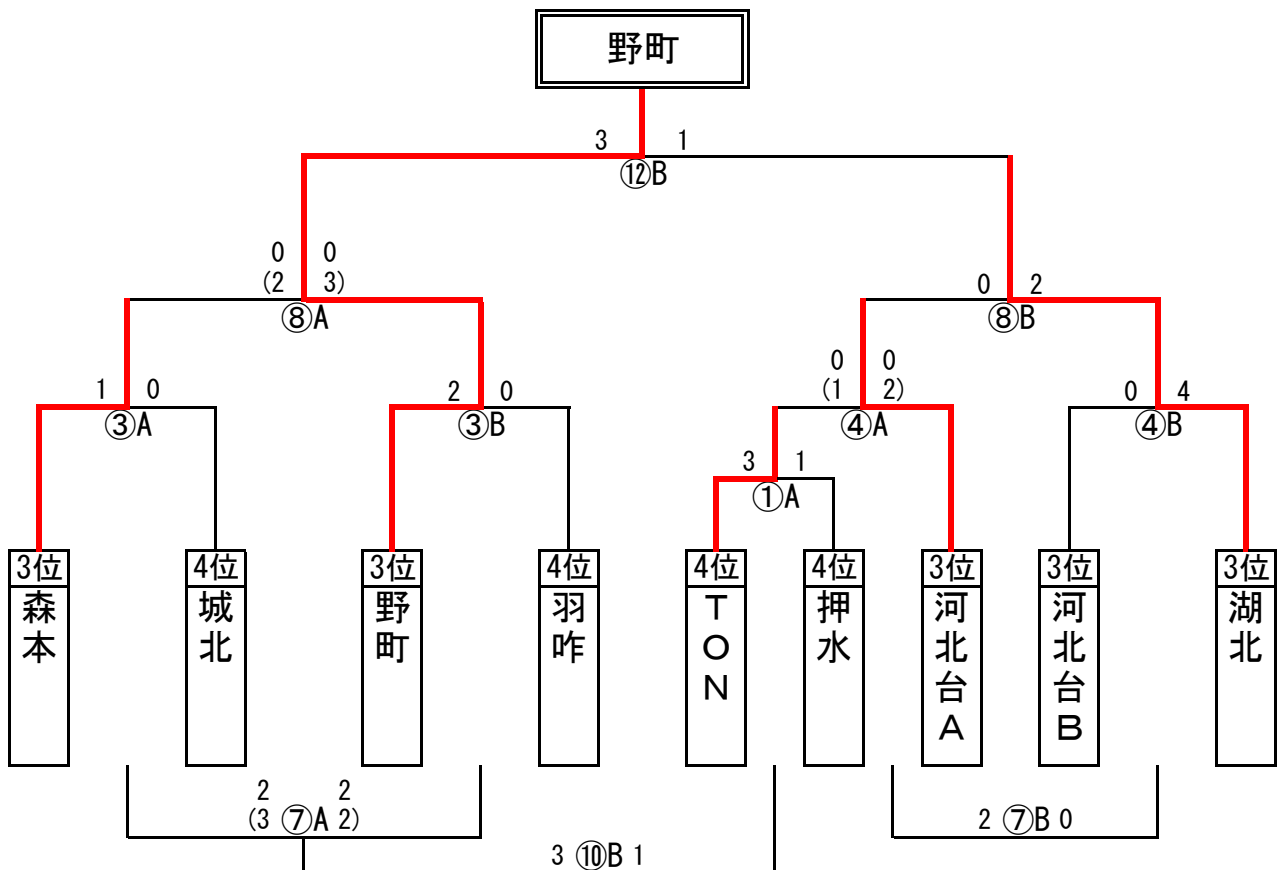 野町
3 1
⑫B
0 0
(2 3)
⑧A
0 2
⑧B
1 0
③A
2 0
③B
0 0
(1 2)
④A
0 4
④B
3 1
①A
3位
森本
4位
城北
3位
野町
4位
羽咋
4位
TON
4位
押水
3位
河北台A
3位
河北台B
3位
湖北
2 2
(3 ⑦A 2)
2 ⑦B 0
3 ⑩B 1